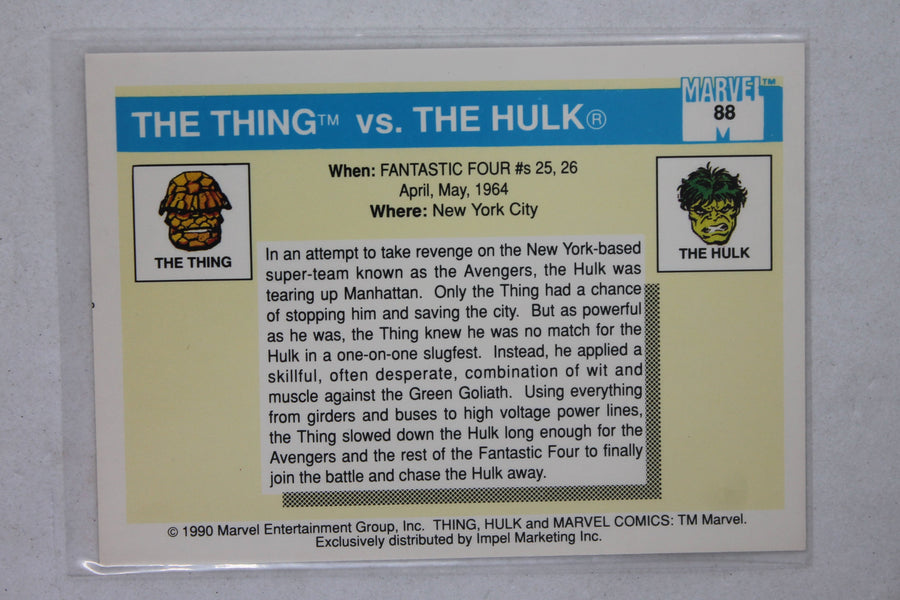 MARVEL™
88
THE THING™ vs. THE HULK®
When: FANTASTIC FOUR #s 25, 26
April, May, 1964
Where: New York City
THE THING
THE HULK
In an attempt to take revenge on the New York-based
super-team known as the Avengers, the Hulk was
tearing up Manhattan. Only the Thing had a chance
of stopping him and saving the city. But as powerful
as he was, the Thing knew he was no match for the
Hulk in a one-on-one slugfest. Instead, he applied a
skillful, often desperate, combination of wit and
muscle against the Green Goliath. Using everything
from girders and buses to high voltage power lines,
the Thing slowed down the Hulk long enough for the
Avengers and the rest of the Fantastic Four to finally
join the battle and chase the Hulk away.
© 1990 Marvel Entertainment Group, Inc. THING, HULK and MARVEL COMICS: TM Marvel.
Exclusively distributed by Impel Marketing Inc.